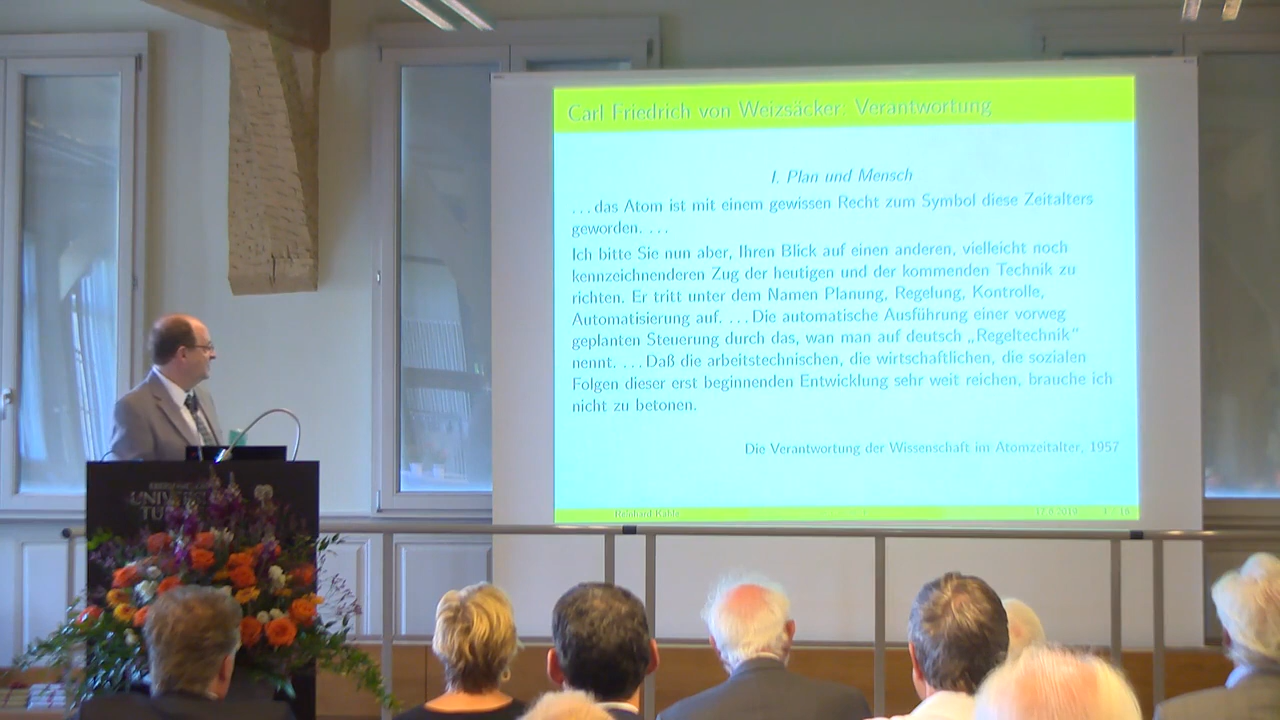 Carl Friedrich von Weizsäcker: Verantwortung
I. Plan und Mensch
...das Atom ist mit einem gewissen Recht zum Symbol diese Zeitalters
geworden. ...
Ich bitte Sie nun aber, Ihren Blick auf einen anderen, vielleicht noch
kennzeichnenderen Zug der heutigen und der kommenden Technik zu
richten. Er tritt unter dem Namen Planung, Regelung, Kontrolle,
Automatisierung auf. ...Die automatische Ausführung einer vorweg
geplanten Steuerung durch das, wan man auf deutsch „Regeltechnik“
nennt. ...Daß die arbeitstechnischen, die wirtschaftlichen, die sozialen
Folgen dieser erst beginnenden Entwicklung sehr weit reichen, brauche ich
nicht zu betonen.
Die Verantwortung der Wissenschaft im Atomzeitalter, 1957
Reinhard Kahle